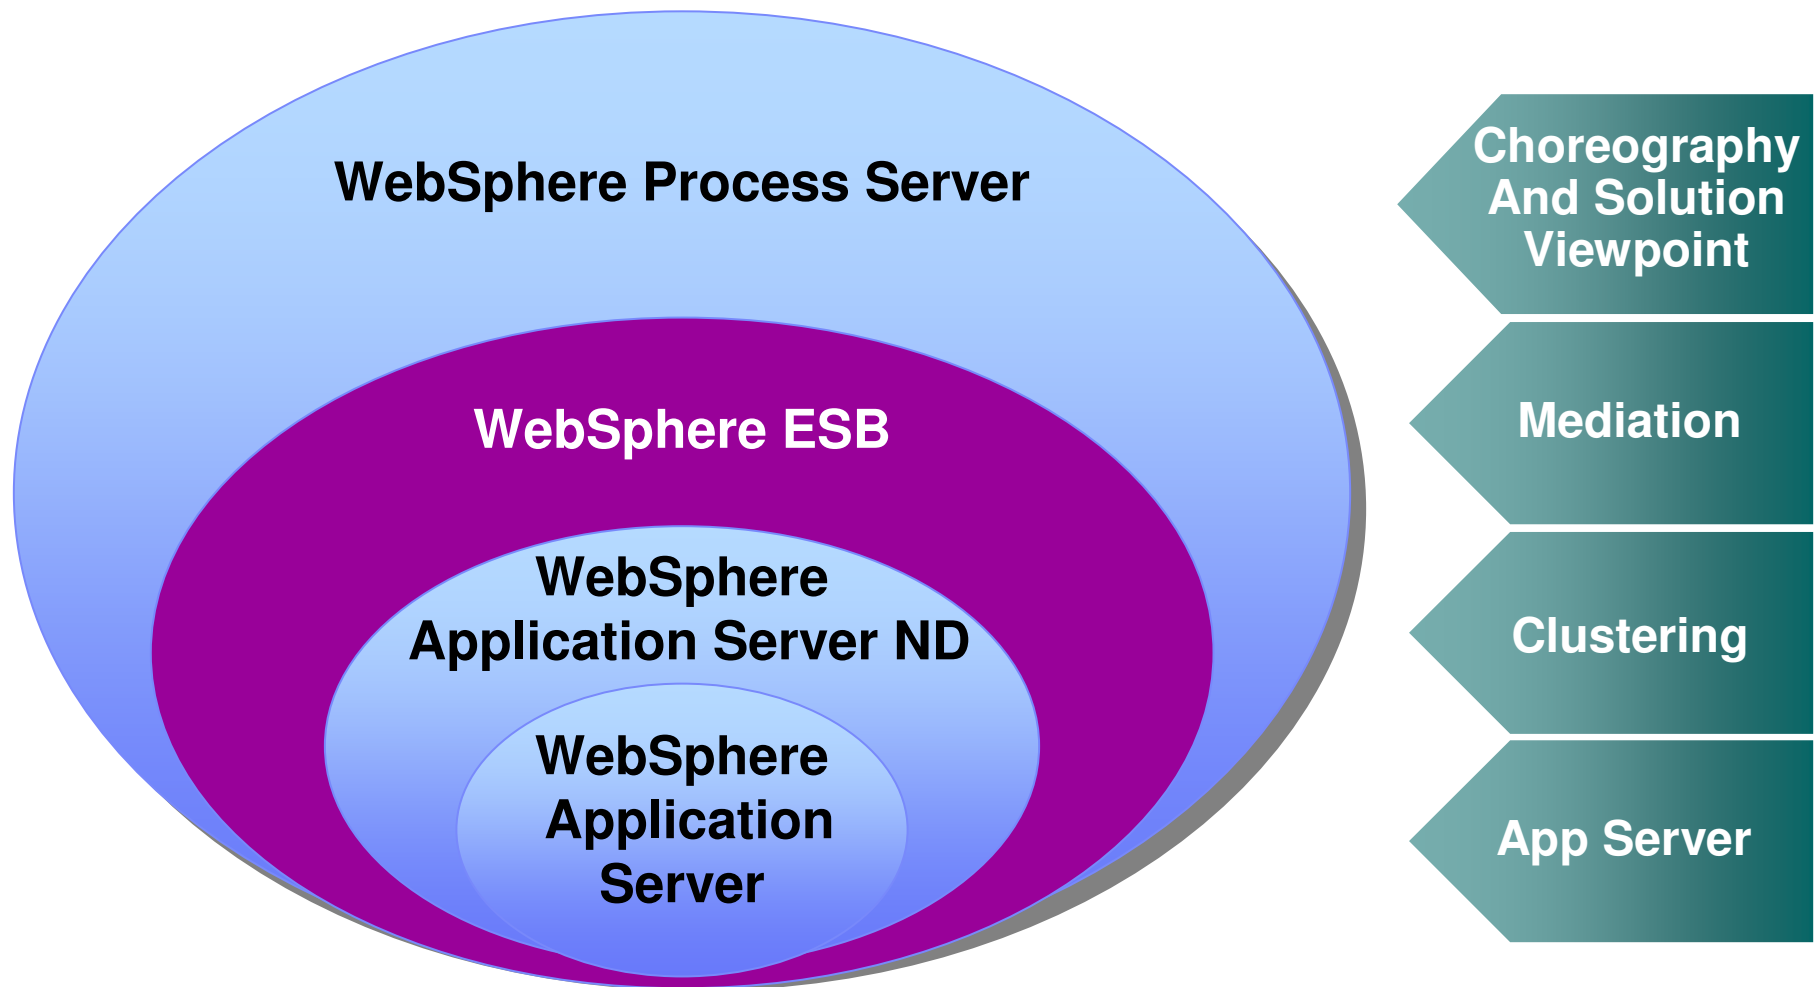 WebSphere Process Server
WebSphere ESB
WebSphere
Application Server ND
WebSphere
Application
Server
Choreography
And Solution
Viewpoint
Mediation
Clustering
App Server